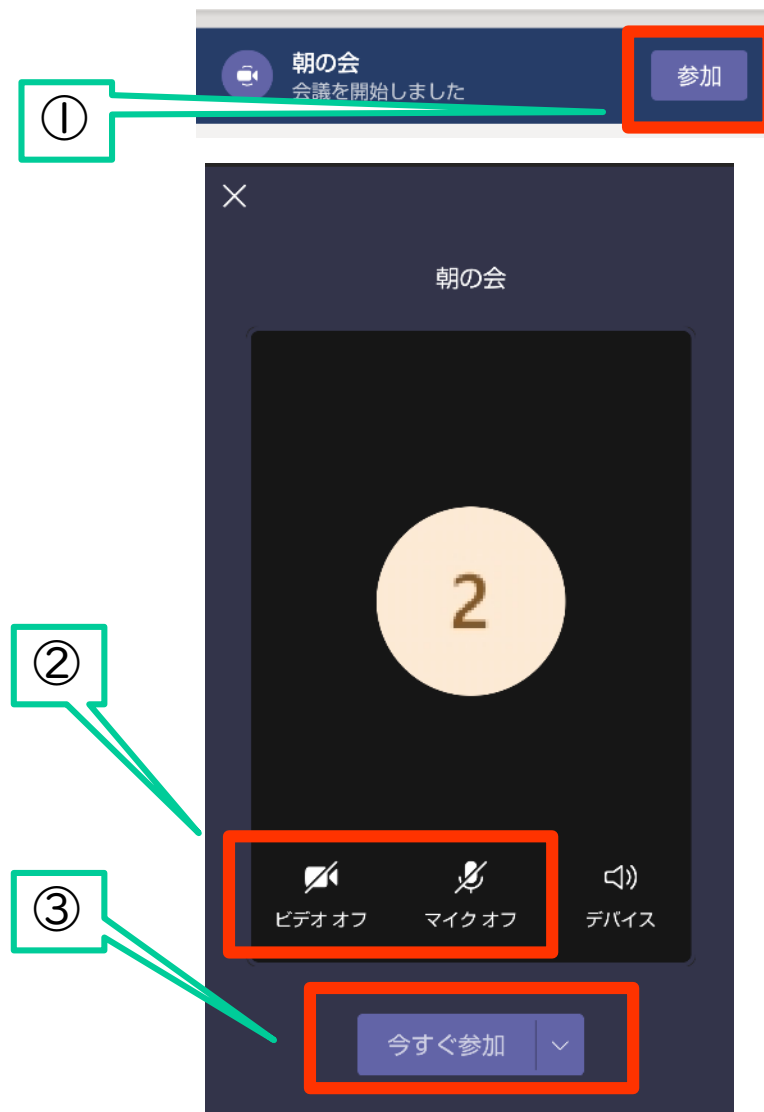 朝の会
会議を開始しました
参加
①
朝の会
2
②
ビデオ オフ
マイク オフ
デバイス
③
今すぐ参加